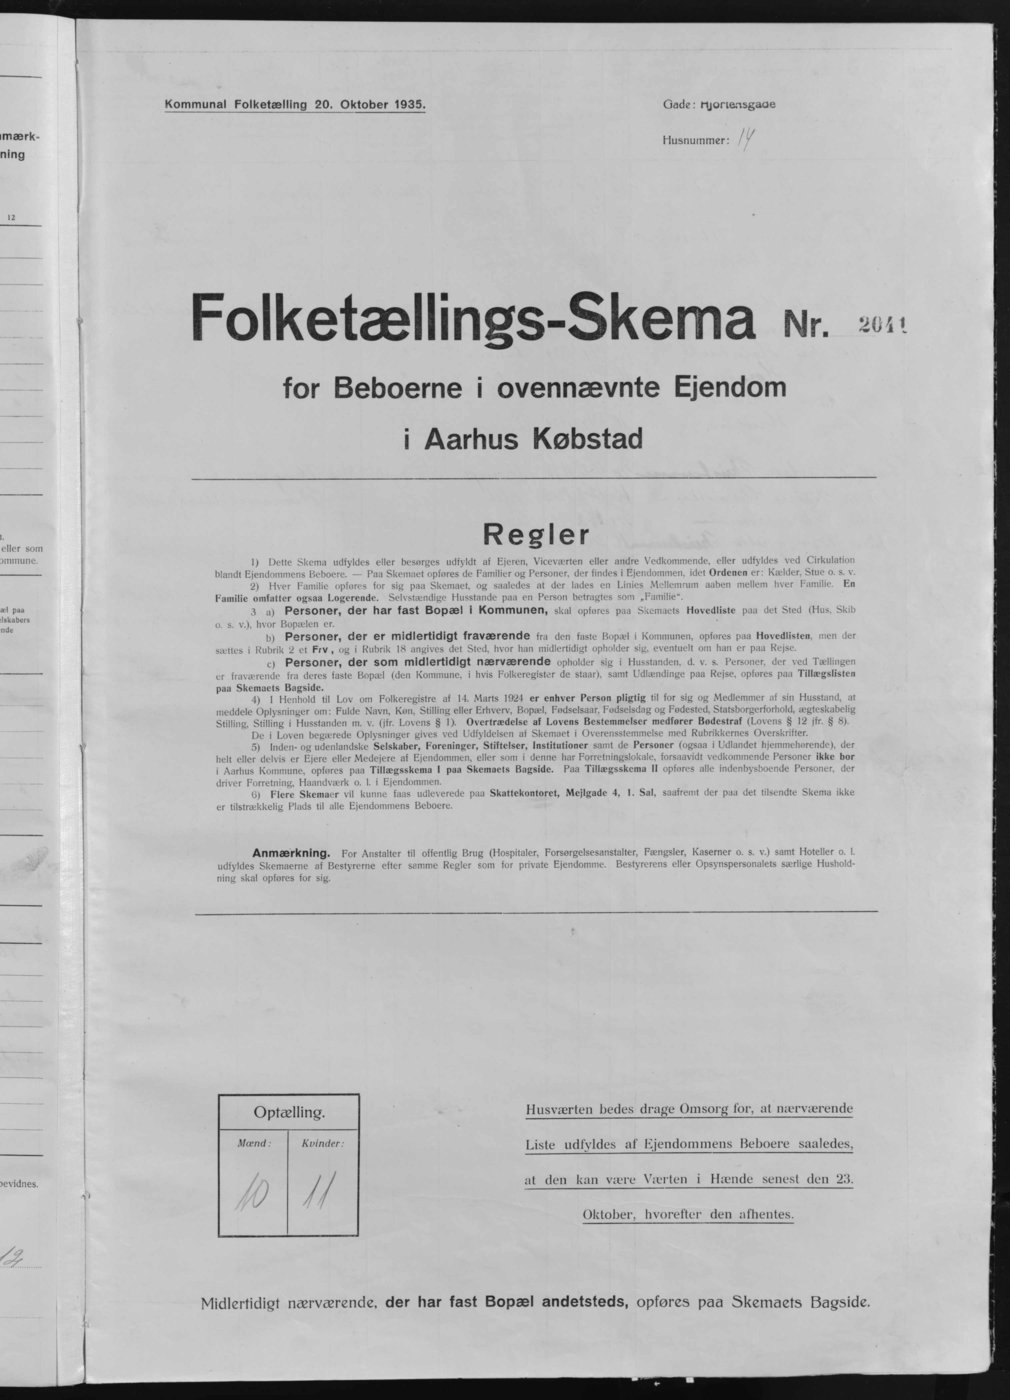 Kommunal Folketælling 20. Oktober 1935.
Gade: Hjortensgade
Husnummer: 14
Folketællings-Skema Nr. 2641
for Beboerne i ovennævnte Ejendom
i Aarhus Købstad
Regler
1) Dette Skema udfyldes eller besørges udfyldt af Ejeren, Viceværten eller andre Vedkommende, eller udfyldes ved Cirkulation
blandt Ejendommens Beboere. — Paa Skemaet opføres de Familier og Personer, der findes i Ejendommen, idet Ordenen er: Kælder, Stue o. s. v.
2) Hver Familie opføres for sig paa Skemaet, og saaledes at der lades en Linies Mellemrum aaben mellem hver Familie. En
Familie omfatter ogsaa Logerende. Selvstændige Husstande paa en Person betragtes som „Familie“.
3 a) Personer, der har fast Bopæl i Kommunen, skal opføres paa Skemaets Hovedliste paa det Sted (Hus, Skib
o. s. v.), hvor Bopælen er.
b) Personer, der er midlertidigt fraværende fra den faste Bopæl i Kommunen, opføres paa Hovedlisten, men der
sættes i Rubrik 2 et Frv, og i Rubrik 18 angives det Sted, hvor han midlertidigt opholder sig, eventuelt om han er paa Rejse.
c) Personer, der som midlertidigt nærværende opholder sig i Husstanden, d. v. s. Personer, der ved Tællingen
er fraværende fra deres faste Bopæl (den Kommune, i hvis Folkeregister de staar), samt Udlændinge paa Rejse, opføres paa Tillægslisten
paa Skemaets Bagside.
4) I Henhold til Lov om Folkeregistre af 14. Marts 1924 er enhver Person pligtig til for sig og Medlemmer af sin Husstand, at
meddele Oplysninger om: Fulde Navn, Køn, Stilling eller Erhverv, Bopæl, Fødselsaar, Fødselsdag og Fødested, Statsborgerforhold, ægteskabelig
Stilling, Stilling i Husstanden m. v. (jfr. Lovens § 1). Overtrædelse af Lovens Bestemmelser medfører Bødestraf (Lovens § 12 jfr. § 8).
De i Loven begærede Oplysninger gives ved Udfyldelsen af Skemaet i Overensstemmelse med Rubrikkernes Overskrifter.
5) Inden- og udenlandske Selskaber, Foreninger, Stiftelser, Institutioner samt de Personer (ogsaa i Udlandet hjemmehørende), der
helt eller delvis er Ejere eller Medejere af Ejendommen, eller som i denne har Forretningslokale, forsaavidt vedkommende Personer ikke bor
i Aarhus Kommune, opføres paa Tillægsskema I paa Skemaets Bagside. Paa Tillægsskema II opføres alle indenbysboende Personer, der
driver Forretning, Haandværk o. l. i Ejendommen.
6) Flere Skemaer vil kunne faas udleverede paa Skattekontoret, Mejlgade 4, 1. Sal, saafremt der paa det tilsendte Skema ikke
er tilstrækkelig Plads til alle Ejendommens Beboere.
Anmærkning. For Anstalter til offentlig Brug (Hospitaler, Forsørgelsesanstalter, Fængsler, Kaserner o. s. v.) samt Hoteller o. l.
udfyldes Skemaerne af Bestyrerne efter samme Regler som for private Ejendomme. Bestyrerens eller Opsynspersonalets særlige Hushold-
ning skal opføres for sig.
Optælling.
Mænd: Kvinder:
10 11
Husværten bedes drage Omsorg for, at nærværende
Liste udfyldes af Ejendommens Beboere saaledes,
at den kan være Værten i Hænde senest den 23.
Oktober, hvorefter den afhentes.
Midlertidigt nærværende, der har fast Bopæl andetsteds, opføres paa Skemaets Bagside.